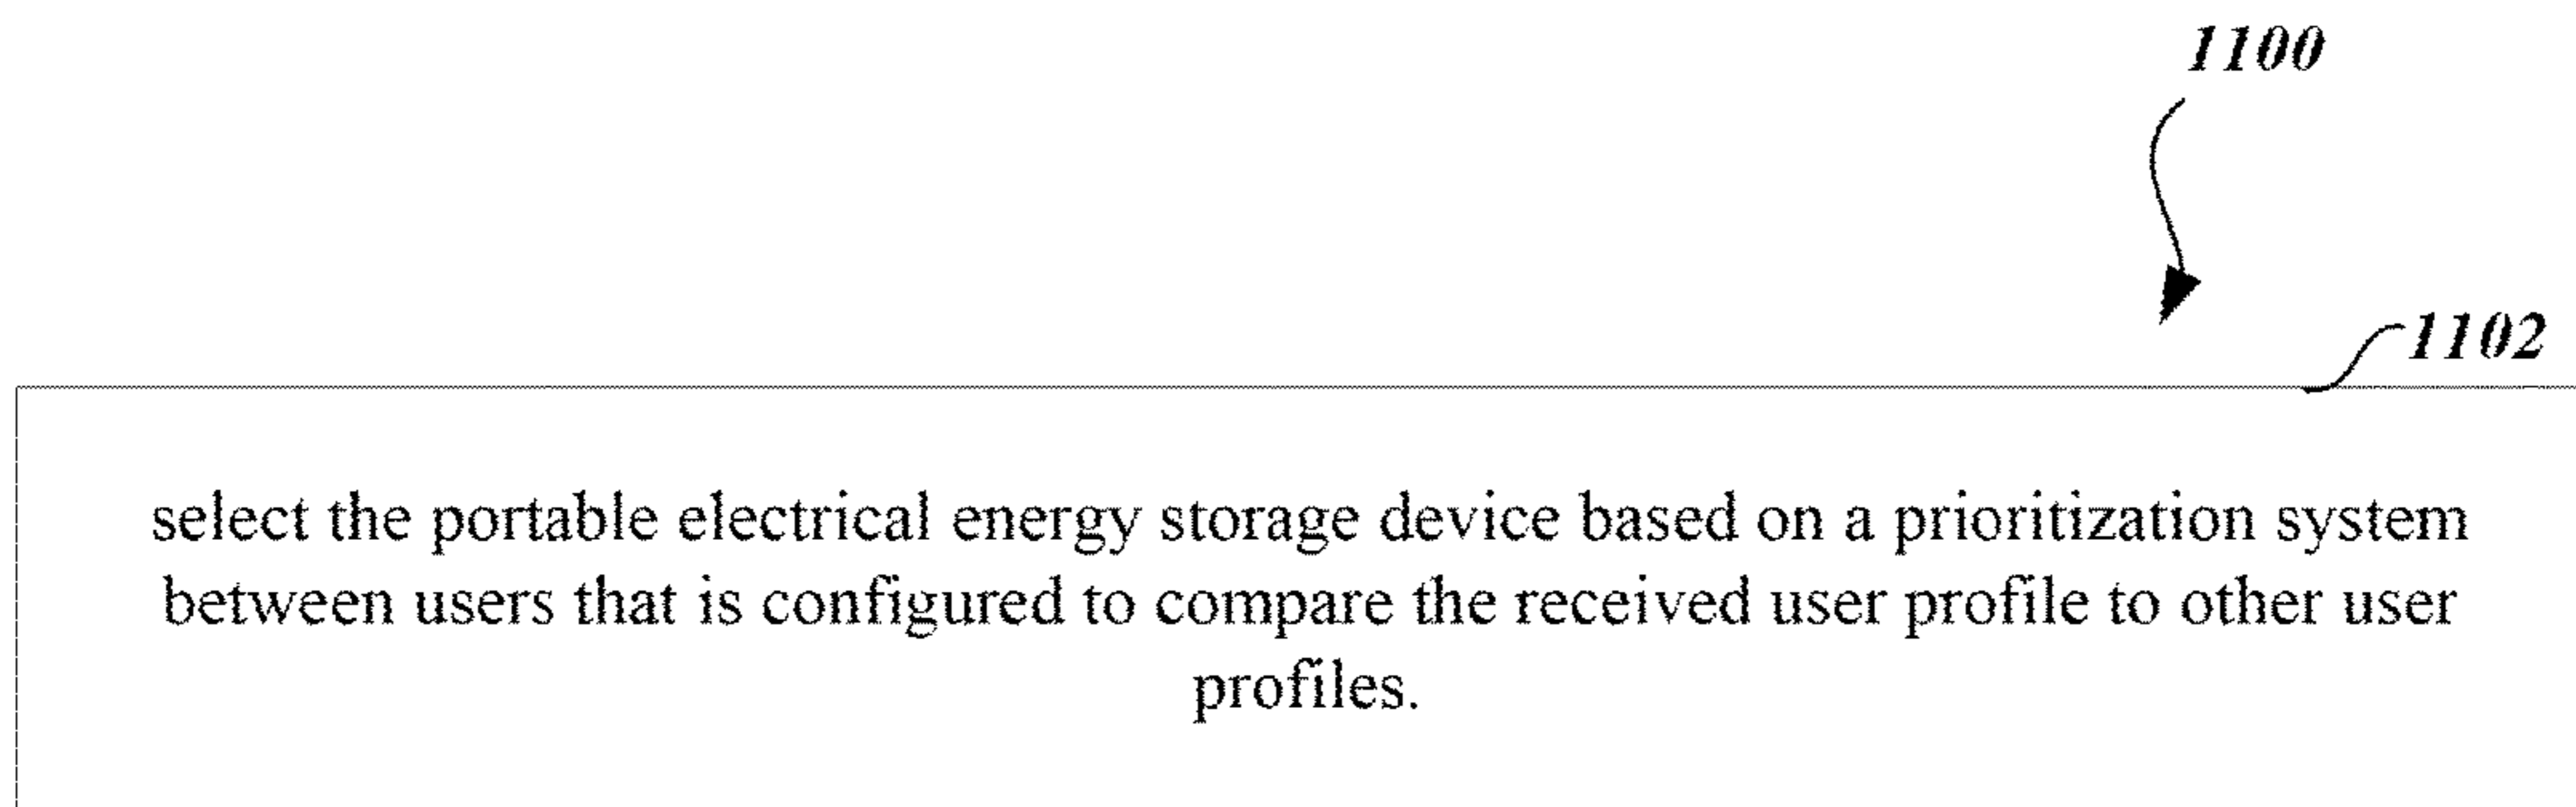 1100
1102
select the portable electrical energy storage device based on a prioritization system
between users that is configured to compare the received user profile to other user
profiles.